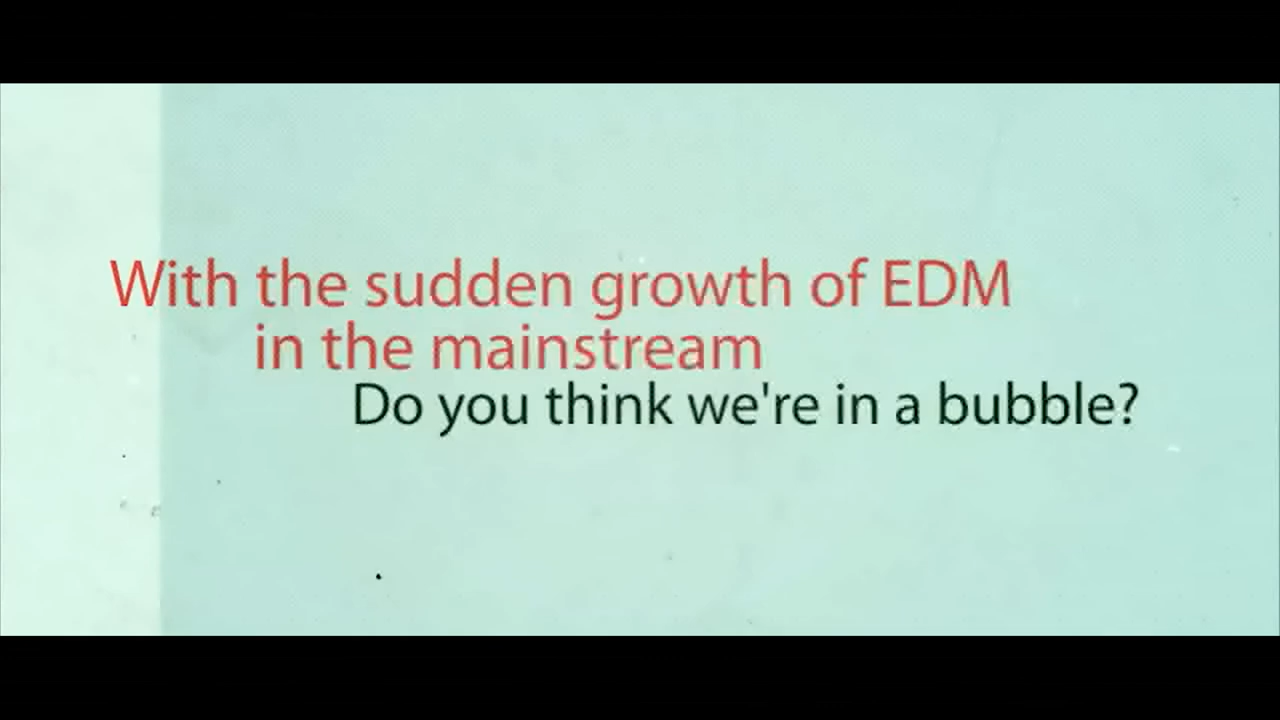 With the sudden growth of EDM
in the mainstream
Do you think we're in a bubble?